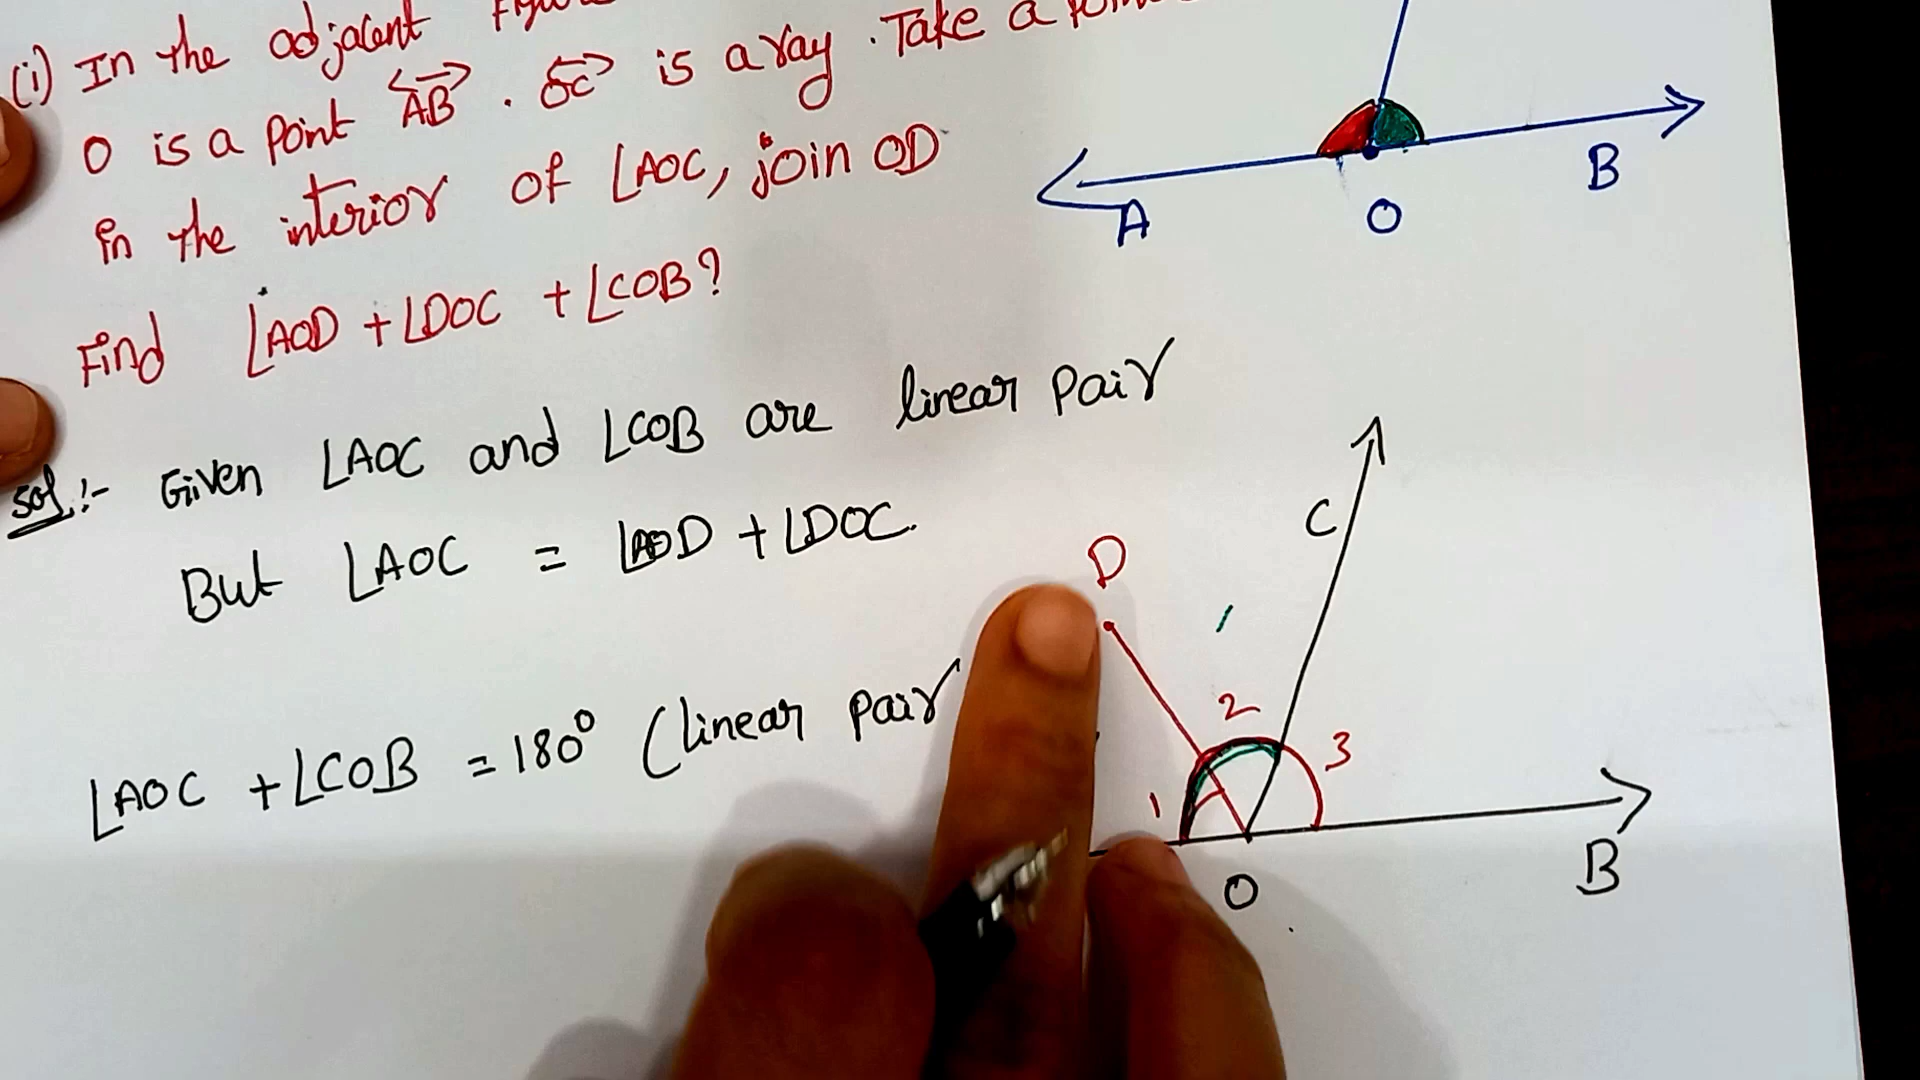 (i) In the adjacent Figure
O is a point AB . OC is a ray . Take a point
in the interior of ∠AOC, join OD
Find ∠AOD + ∠DOC + ∠COB?
Sol:- Given ∠AOC and ∠COB are linear pair
But ∠AOC = ∠AOD + ∠DOC.
∠AOC + ∠COB = 180° (linear pair
A O B
D C
1 2 3
O B